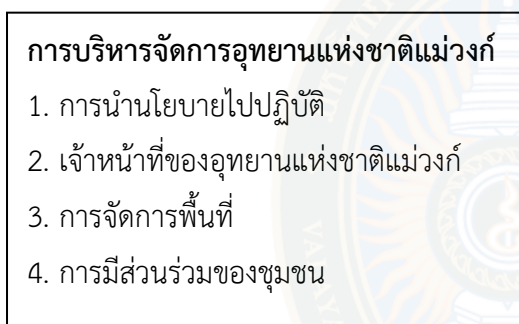 การบริหารจัดการอุทยานแห่งชาติแม่วงก์
1. การนำนโยบายไปปฏิบัติ
2. เจ้าหน้าที่ของอุทยานแห่งชาติแม่วงก์
3. การจัดการพื้นที่
4. การมีส่วนร่วมของชุมชน